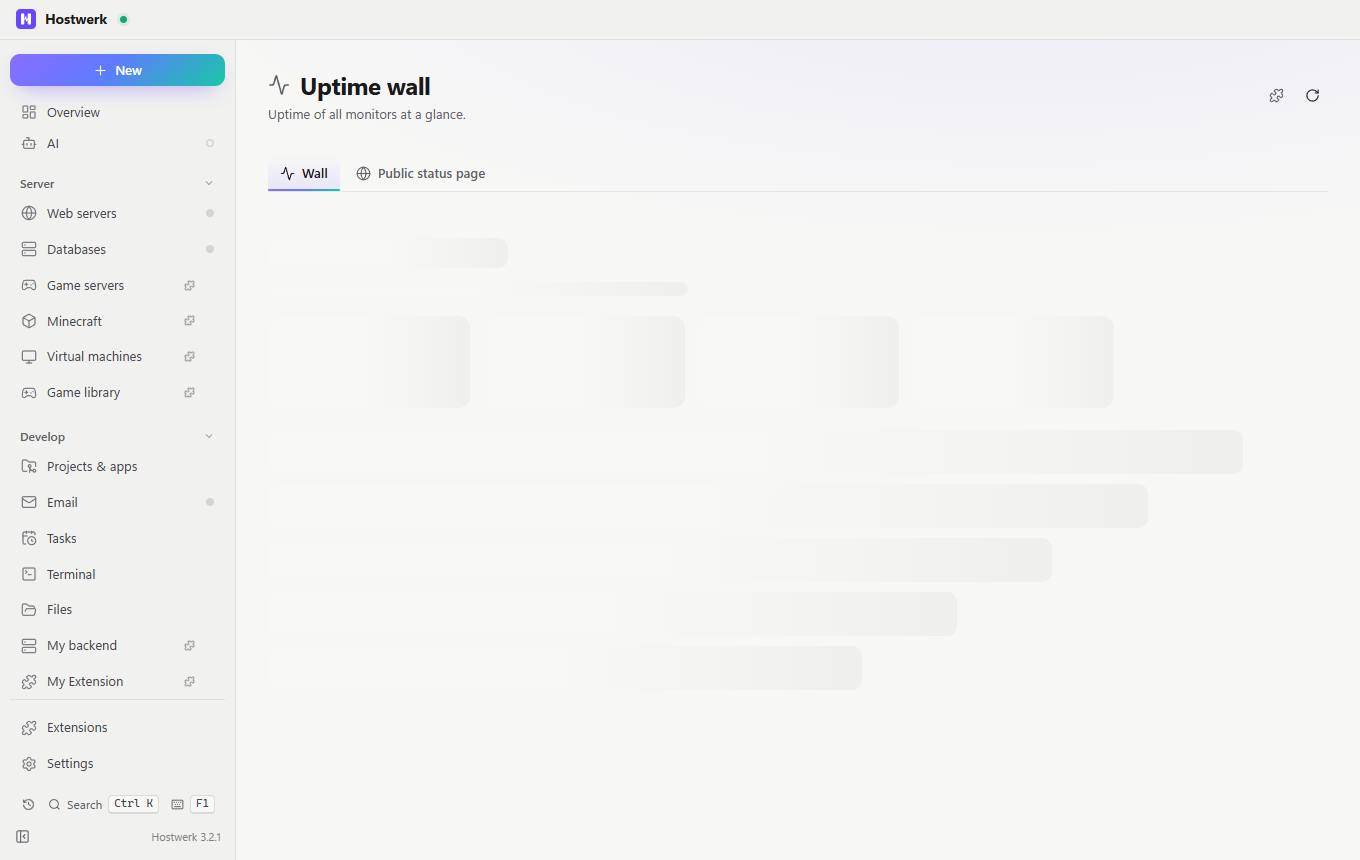 Hostwerk
New
Overview
AI
Server
Web servers
Databases
Game servers
Minecraft
Virtual machines
Game library
Develop
Projects & apps
Email
Tasks
Terminal
Files
My backend
My Extension
Extensions
Settings
Search Ctrl K F1
Hostwerk 3.2.1
Uptime wall
Uptime of all monitors at a glance.
Wall Public status page